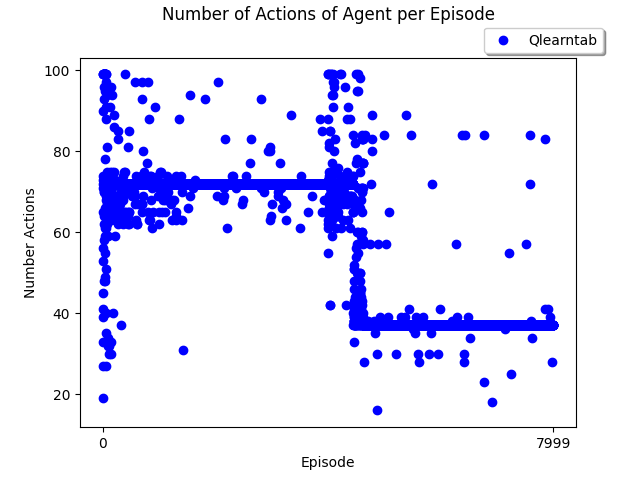 Number of Actions of Agent per Episode
Qlearntab
100
80
60
40
20
Number Actions
0
7999
Episode